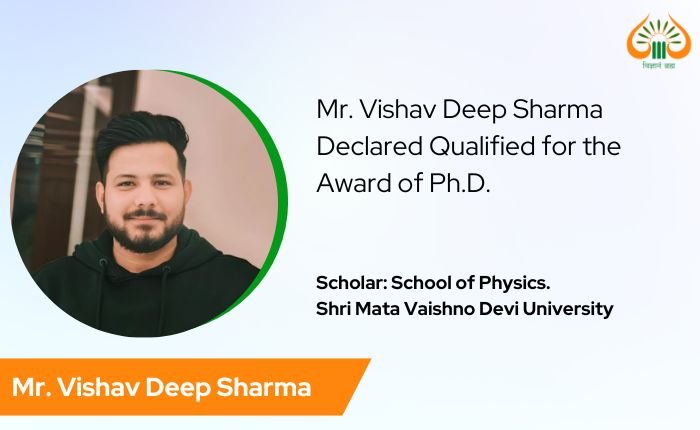 विज्ञानं ब्रह्म
Mr. Vishav Deep Sharma
Declared Qualified for the
Award of Ph.D.
Scholar: School of Physics.
Shri Mata Vaishno Devi University
Mr. Vishav Deep Sharma